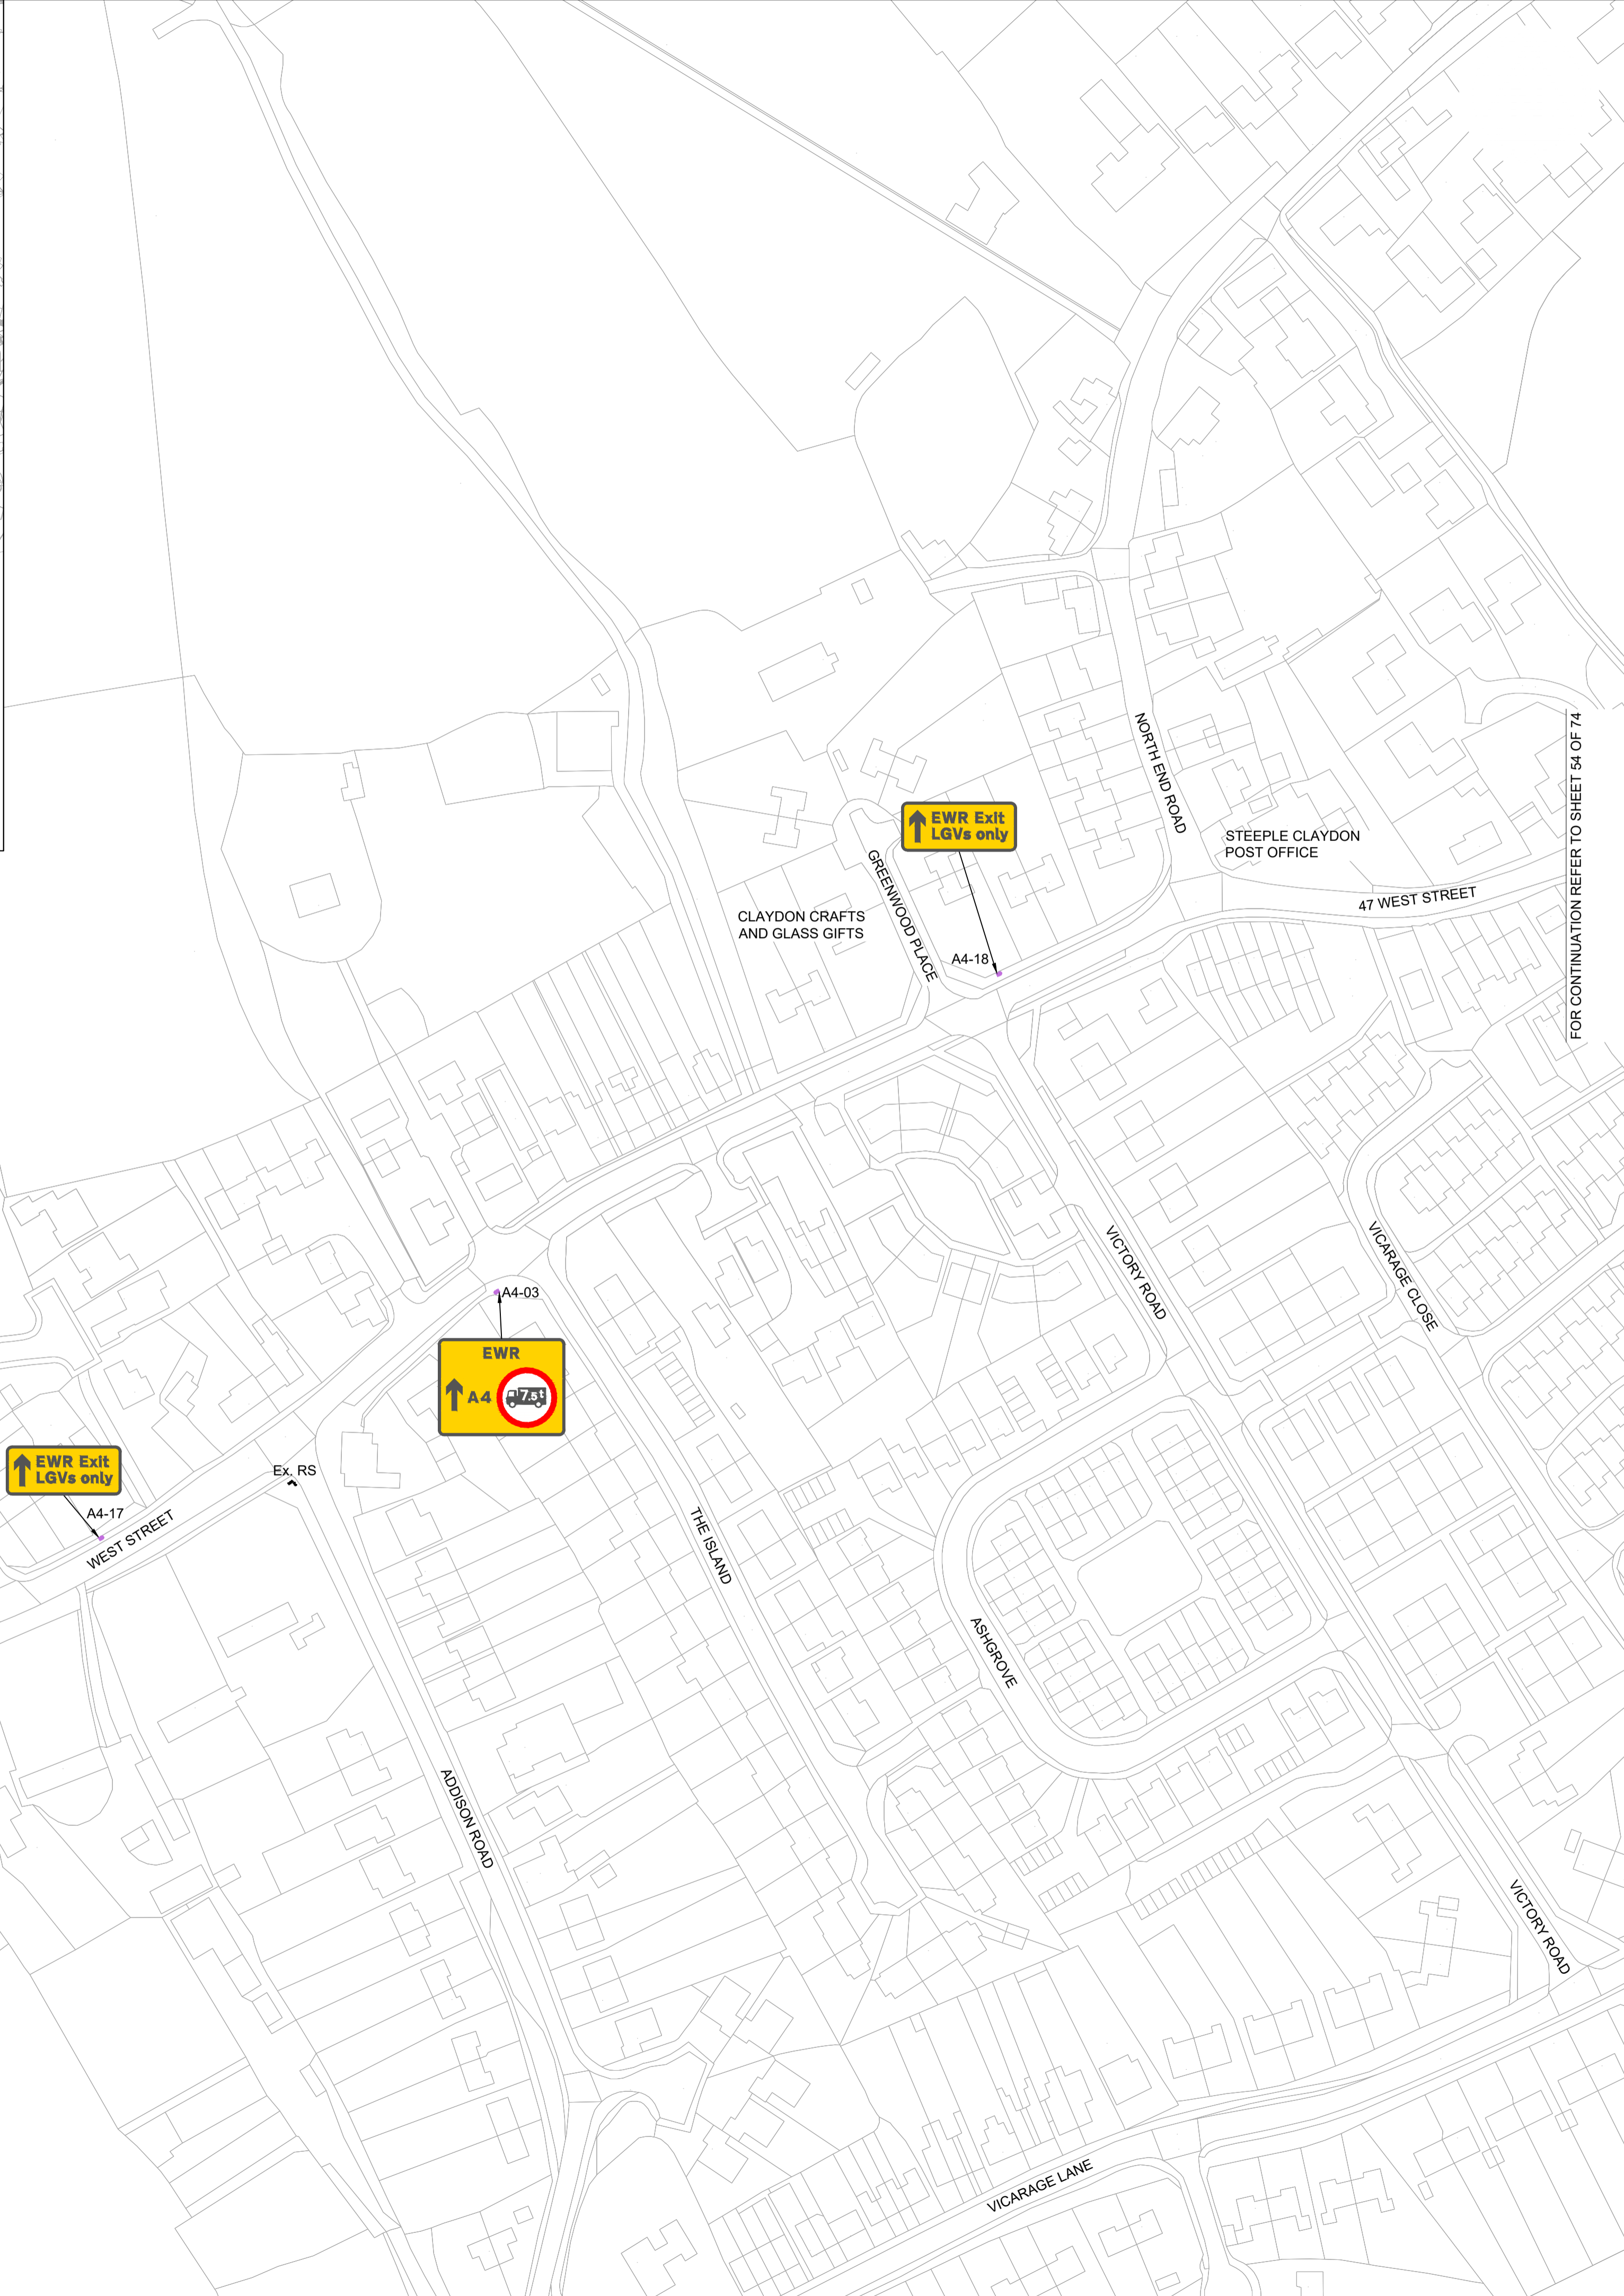 NORTH END ROAD
FOR CONTINUATION REFER TO SHEET 54 OF 74
EWR Exit
LGVs only
STEEPLE CLAYDON
POST OFFICE
GREENWOOD PLACE
47 WEST STREET
CLAYDON CRAFTS
AND GLASS GIFTS
A4-18
VICTORY ROAD
VICARAGE CLOSE
A4-03
EWR
A4
7.5t
EWR Exit
LGVs only
Ex. RS
A4-17
WEST STREET
THE ISLAND
ASHGROVE
ADDISON ROAD
VICTORY ROAD
VICARAGE LANE